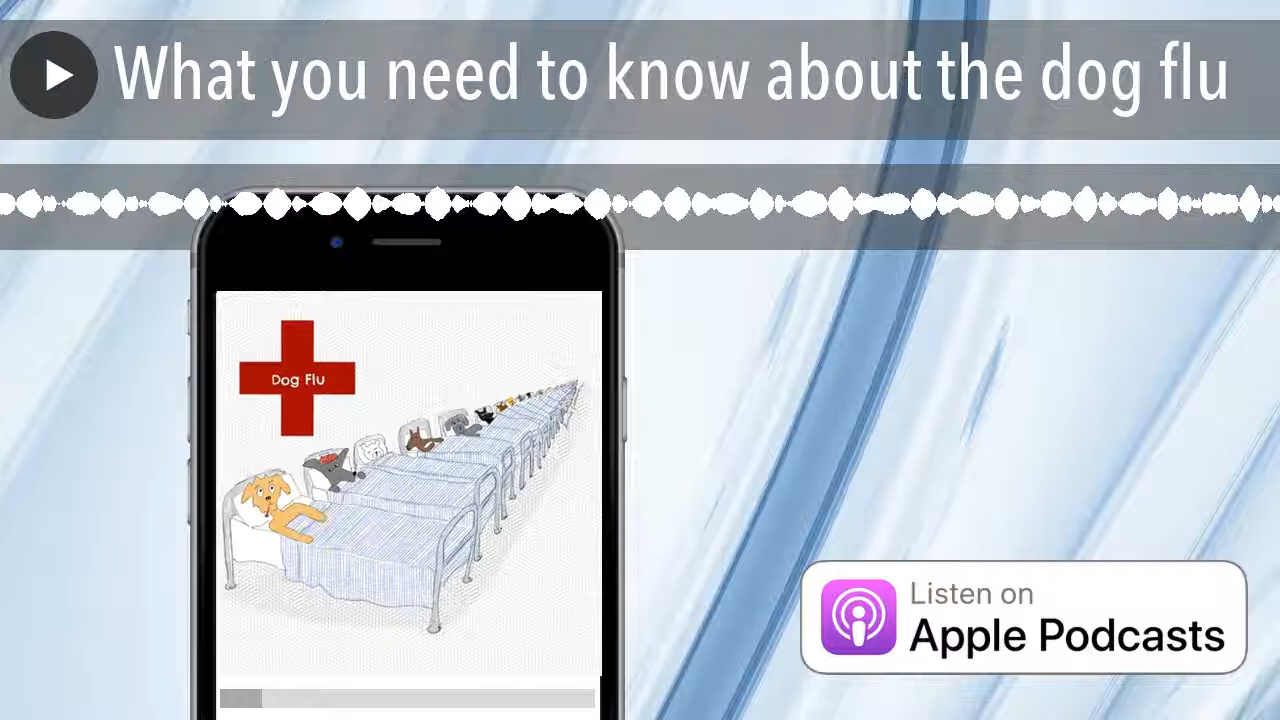 What you need to know about the dog flu
Dog Flu
Listen on
Apple Podcasts